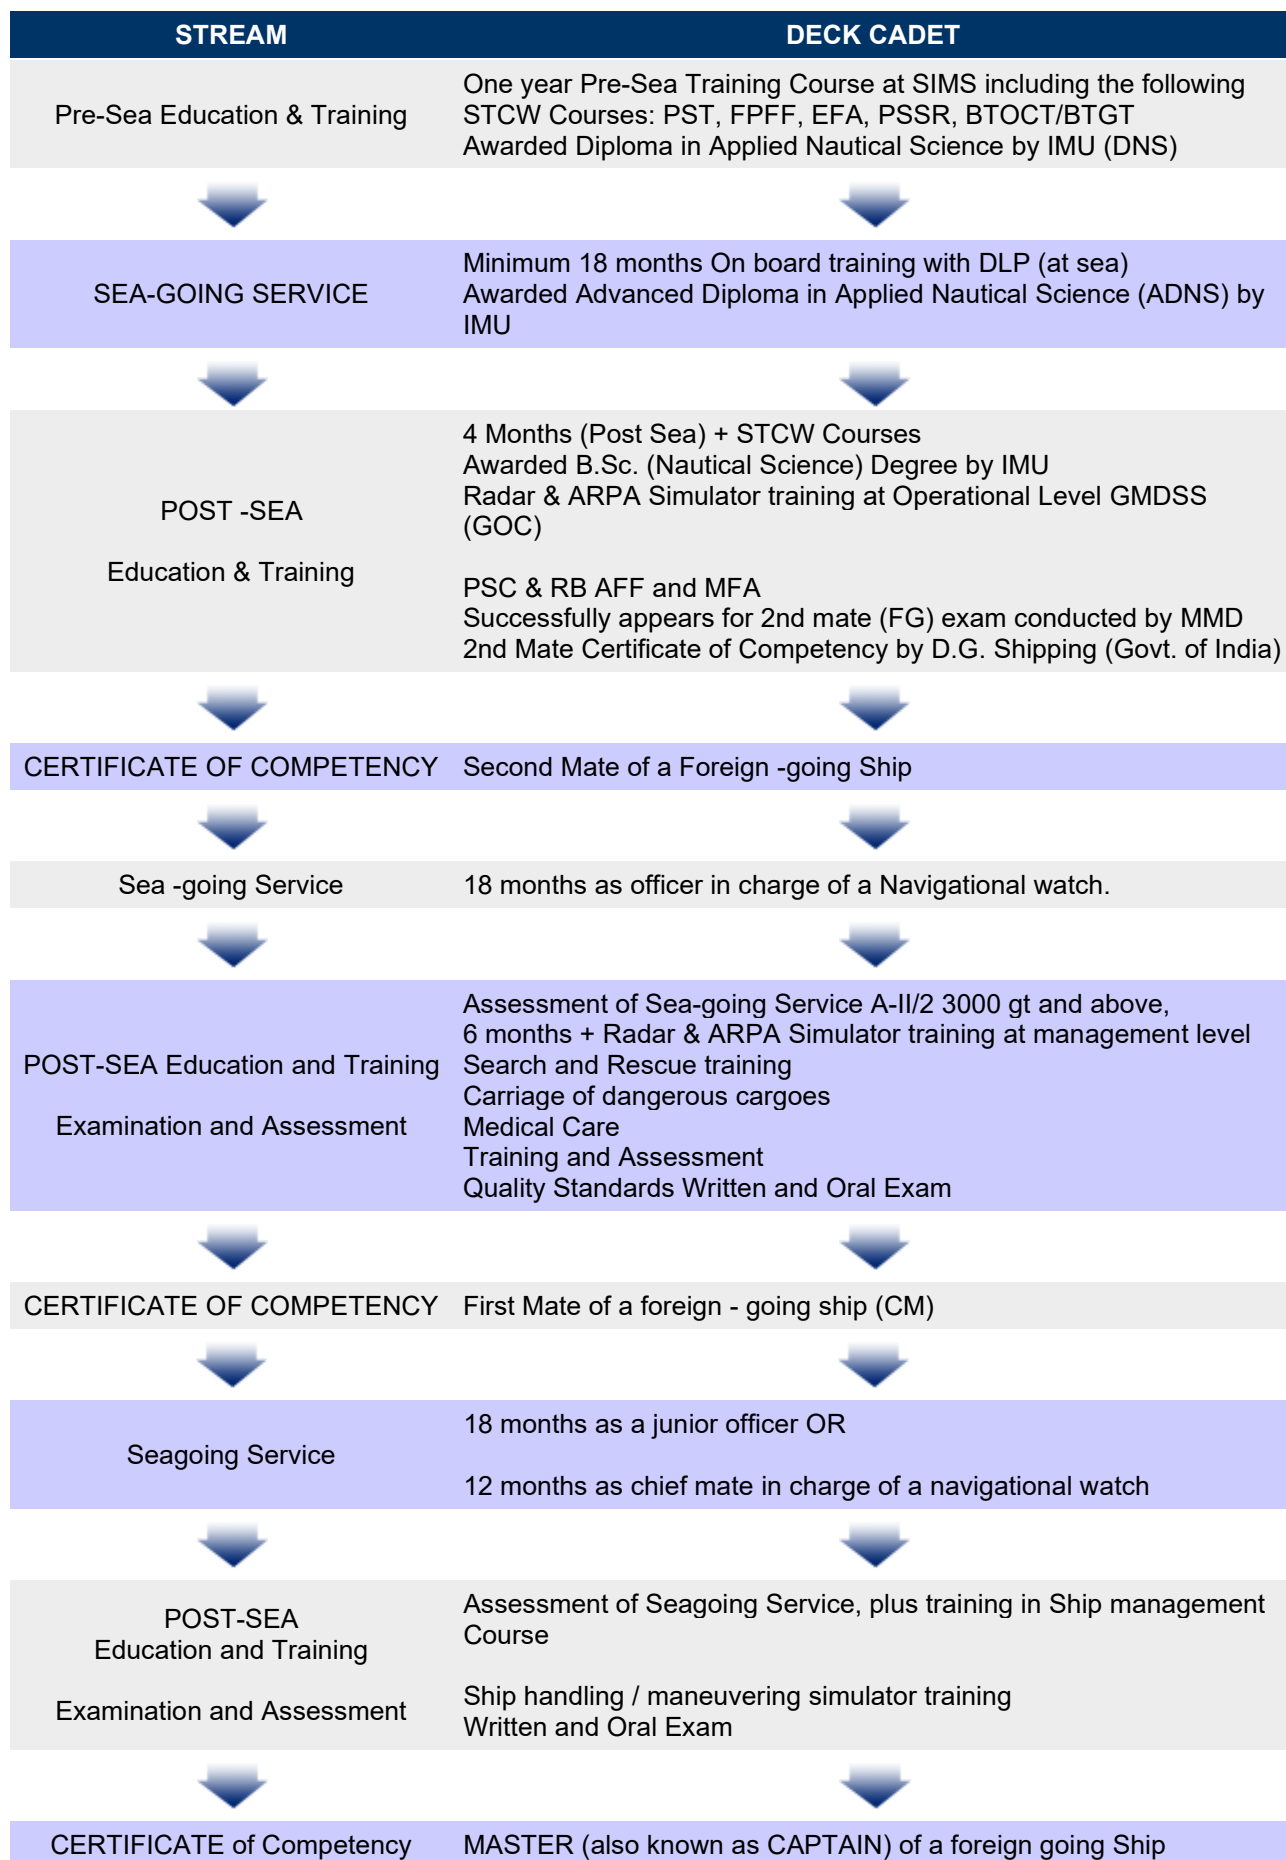 STREAM
DECK CADET
Pre-Sea Education & Training
One year Pre-Sea Training Course at SIMS including the following
STCW Courses: PST, FPFF, EFA, PSSR, BTOCT/BTGT
Awarded Diploma in Applied Nautical Science by IMU (DNS)
SEA-GOING SERVICE
Minimum 18 months On board training with DLP (at sea)
Awarded Advanced Diploma in Applied Nautical Science (ADNS) by
IMU
POST -SEA
Education & Training
4 Months (Post Sea) + STCW Courses
Awarded B.Sc. (Nautical Science) Degree by IMU
Radar & ARPA Simulator training at Operational Level GMDSS
(GOC)
PSC & RB AFF and MFA
Successfully appears for 2nd mate (FG) exam conducted by MMD
2nd Mate Certificate of Competency by D.G. Shipping (Govt. of India)
CERTIFICATE OF COMPETENCY
Second Mate of a Foreign -going Ship
Sea -going Service
18 months as officer in charge of a Navigational watch.
POST-SEA Education and Training
Examination and Assessment
Assessment of Sea-going Service A-II/2 3000 gt and above,
6 months + Radar & ARPA Simulator training at management level
Search and Rescue training
Carriage of dangerous cargoes
Medical Care
Training and Assessment
Quality Standards Written and Oral Exam
CERTIFICATE OF COMPETENCY
First Mate of a foreign - going ship (CM)
Seagoing Service
18 months as a junior officer OR
12 months as chief mate in charge of a navigational watch
POST-SEA
Education and Training
Examination and Assessment
Assessment of Seagoing Service, plus training in Ship management
Course
Ship handling / maneuvering simulator training
Written and Oral Exam
CERTIFICATE of Competency
MASTER (also known as CAPTAIN) of a foreign going Ship